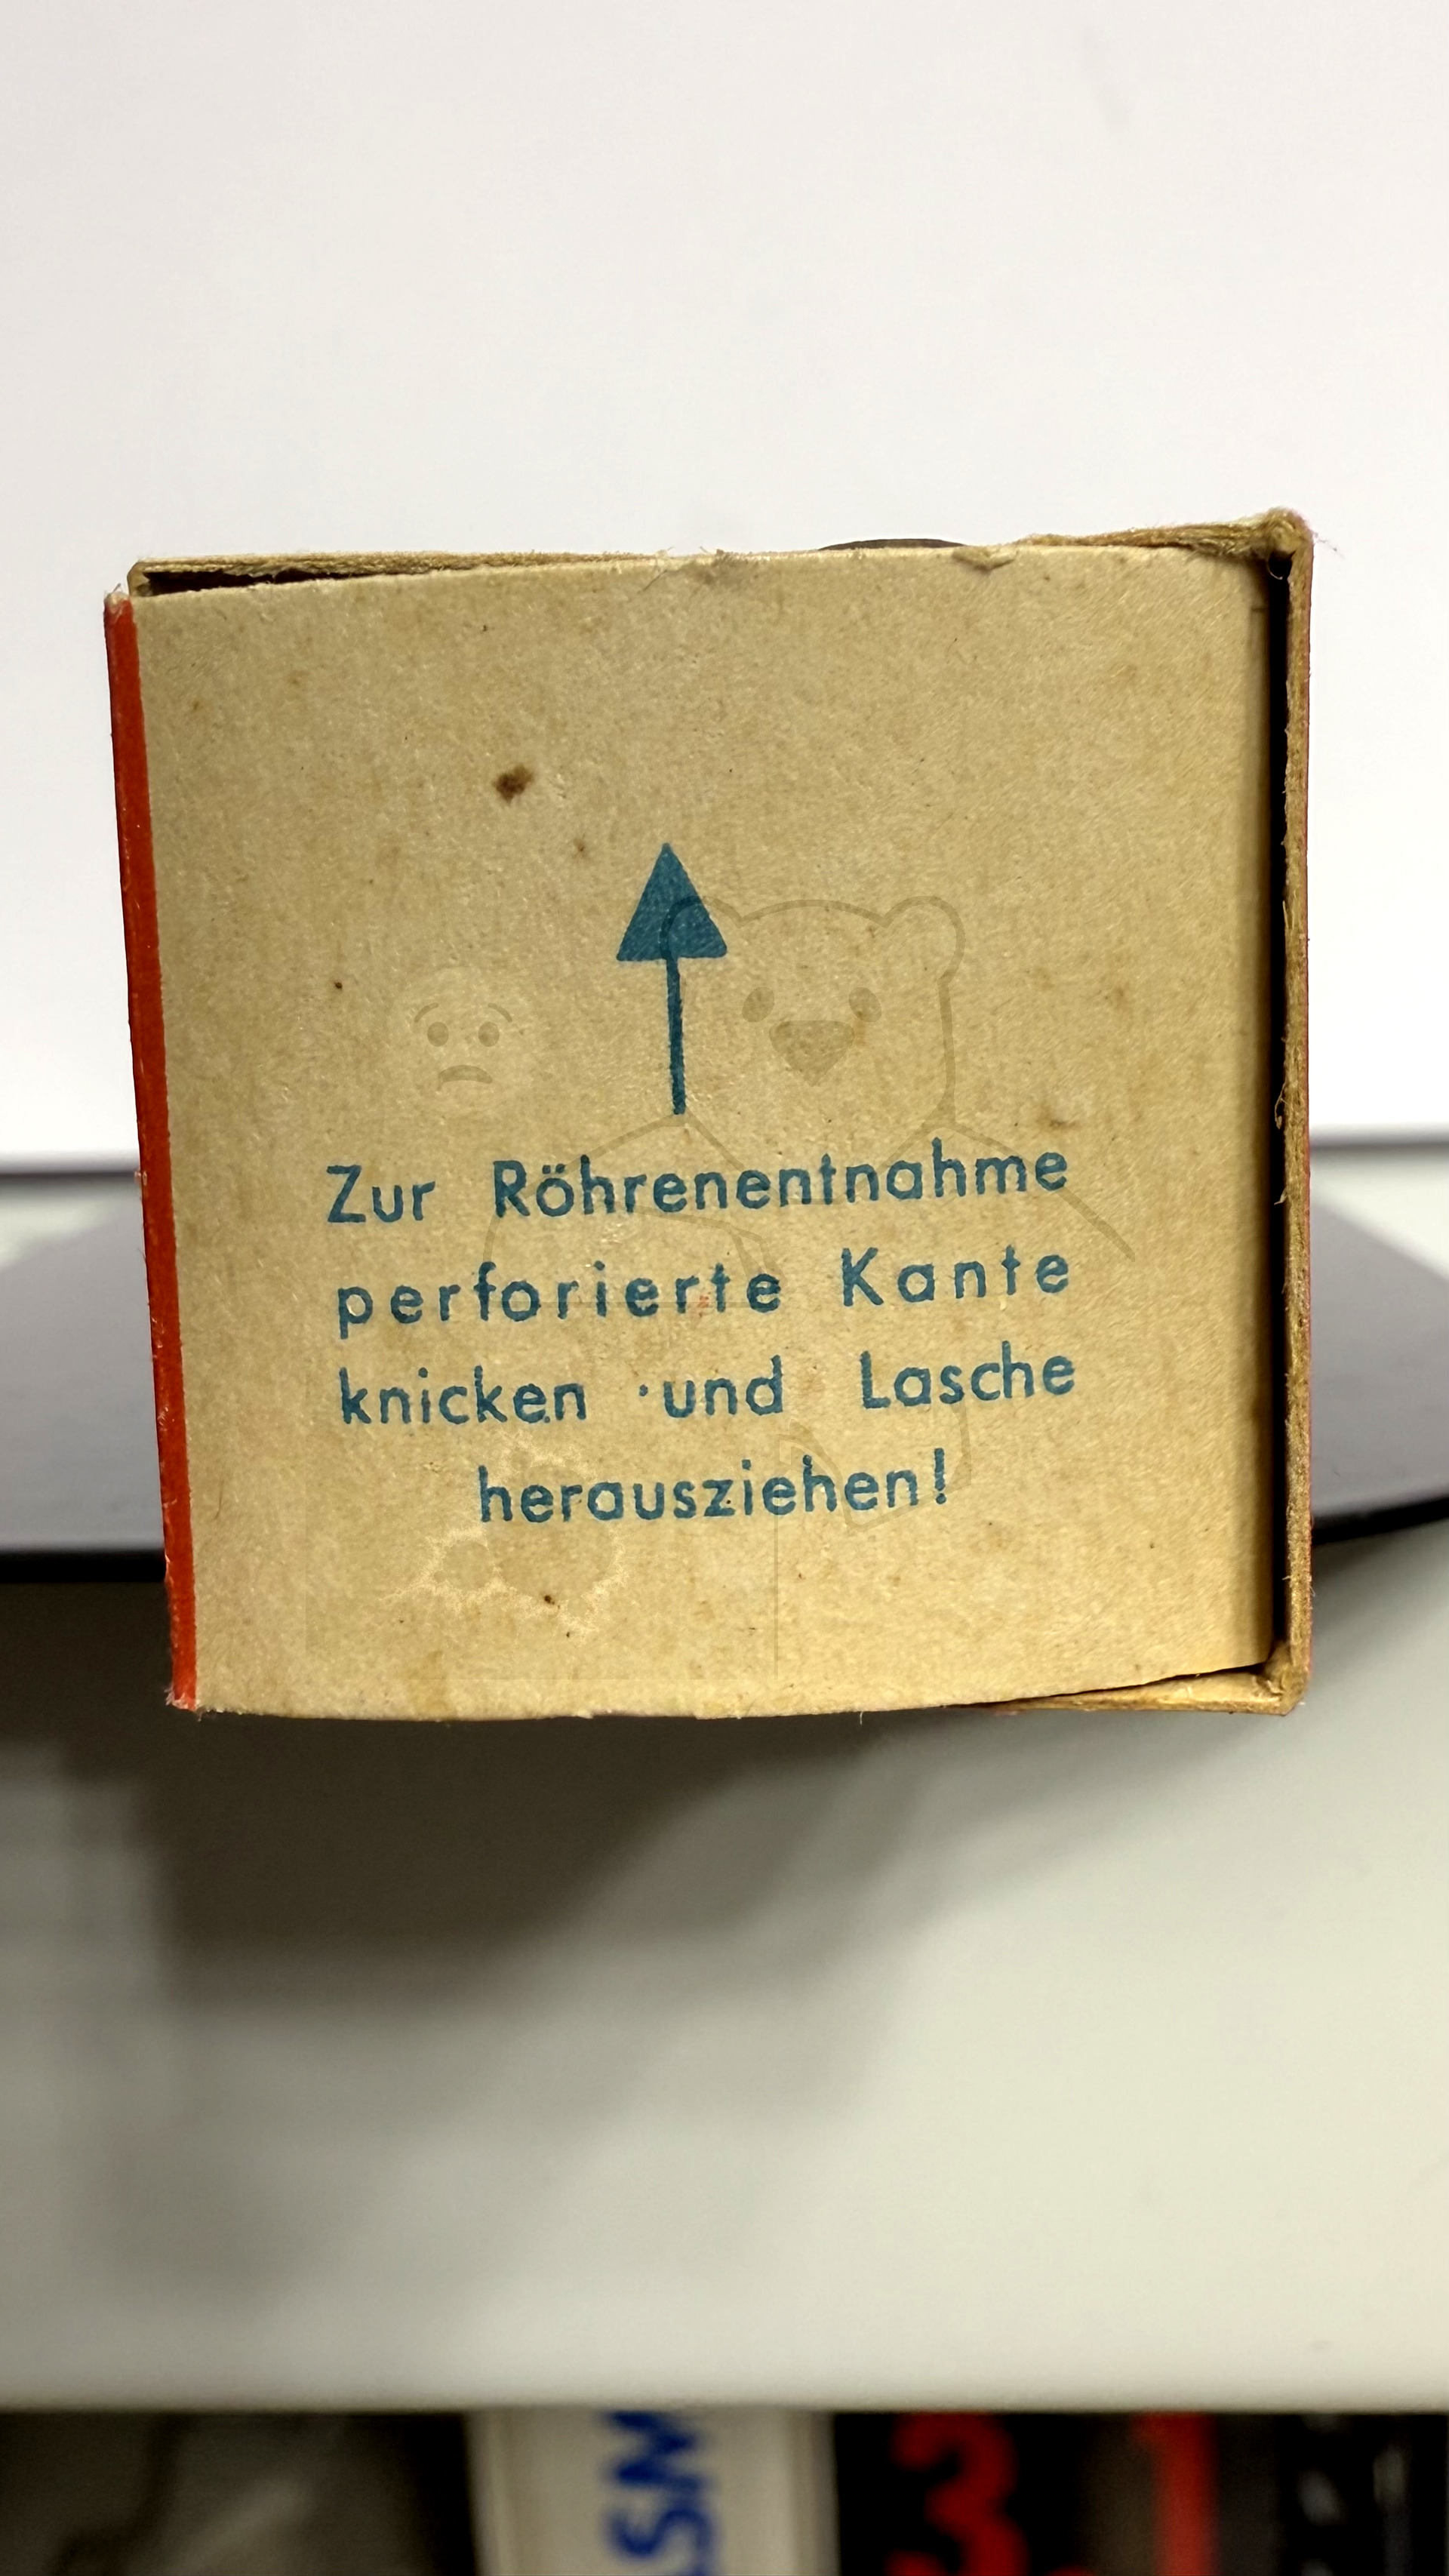 Zur Röhrenentnahme
perforierte Kante
knicken und Lasche
herausziehen!